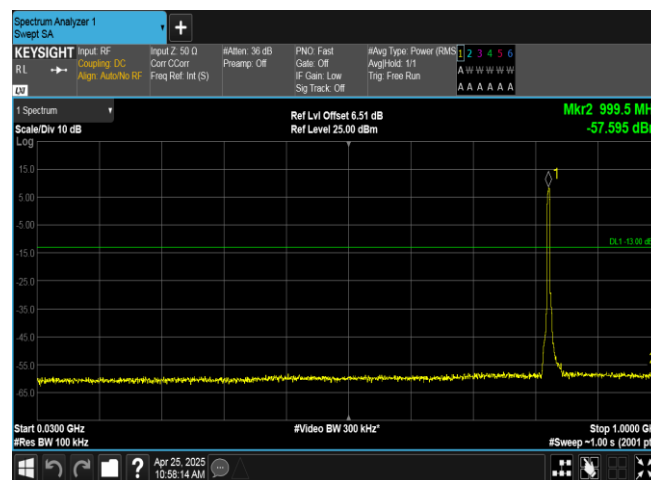 Spectrum Analyzer 1
Swept SA
+
KEYSIGHT Input: RF Input Z: 50 Ω #Atten: 36 dB PNO: Fast #Avg Type: Power (RMS 1 2 3 4 5 6
RL Coupling: DC Corr CCorr Preamp: Off Gate: Off Avg|Hold: 1/1 A W W W W W
Align: Auto/No RF Freq Ref: Int (S) IF Gain: Low Trig: Free Run
LXI Sig Track: Off A A A A A A
1 Spectrum Ref Lvl Offset 6.51 dB Mkr2 999.5 MH
Scale/Div 10 dB Ref Level 25.00 dBm -57.595 dB
Log
1
15.0
5.00
-5.00
DL1 -13.00 d
-15.0
-25.0
-35.0
-45.0
-55.0
-65.0
Start 0.0300 GHz #Video BW 300 kHz* Stop 1.0000 G
#Res BW 100 kHz #Sweep ~1.00 s (2001 pt
? Apr 25, 2025
10:58:14 AM